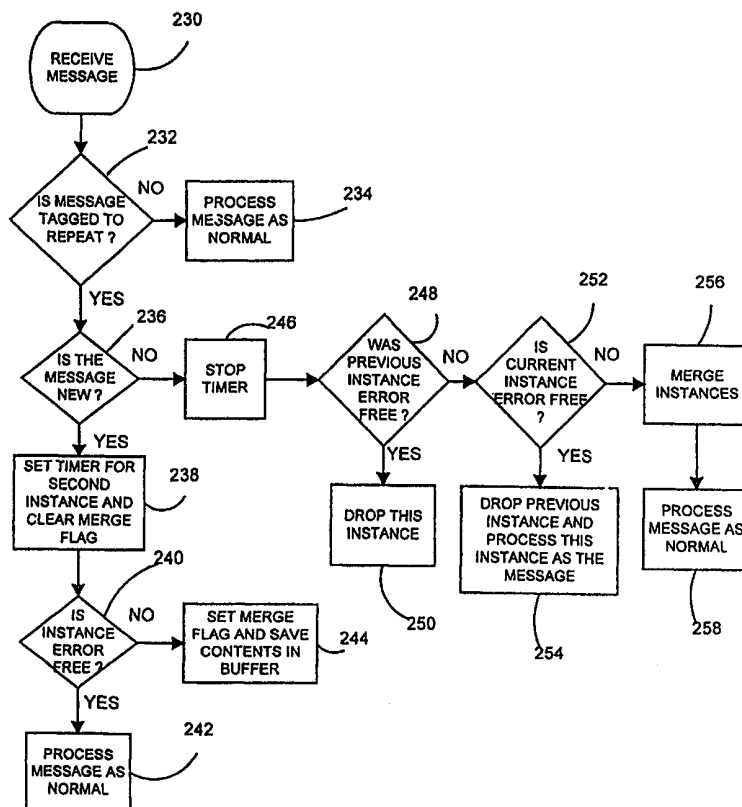 230
RECEIVE
MESSAGE
232
IS MESSAGE
TAGGED TO
REPEAT ?
NO
PROCESS
MESSAGE AS
NORMAL
234
YES
236
IS THE
MESSAGE
NEW ?
NO
246
STOP
TIMER
248
WAS
PREVIOUS
INSTANCE
ERROR
FREE ?
NO
252
IS
CURRENT
INSTANCE
ERROR FREE
?
NO
256
MERGE
INSTANCES
YES
SET TIMER FOR
SECOND
INSTANCE AND
CLEAR MERGE
FLAG
238
YES
DROP THIS
INSTANCE
250
YES
DROP PREVIOUS
INSTANCE AND
PROCESS THIS
INSTANCE AS THE
MESSAGE
254
PROCESS
MESSAGE AS
NORMAL
258
240
IS
INSTANCE
ERROR
FREE ?
NO
SET MERGE
FLAG AND SAVE
CONTENTS IN
BUFFER
244
YES
242
PROCESS
MESSAGE AS
NORMAL